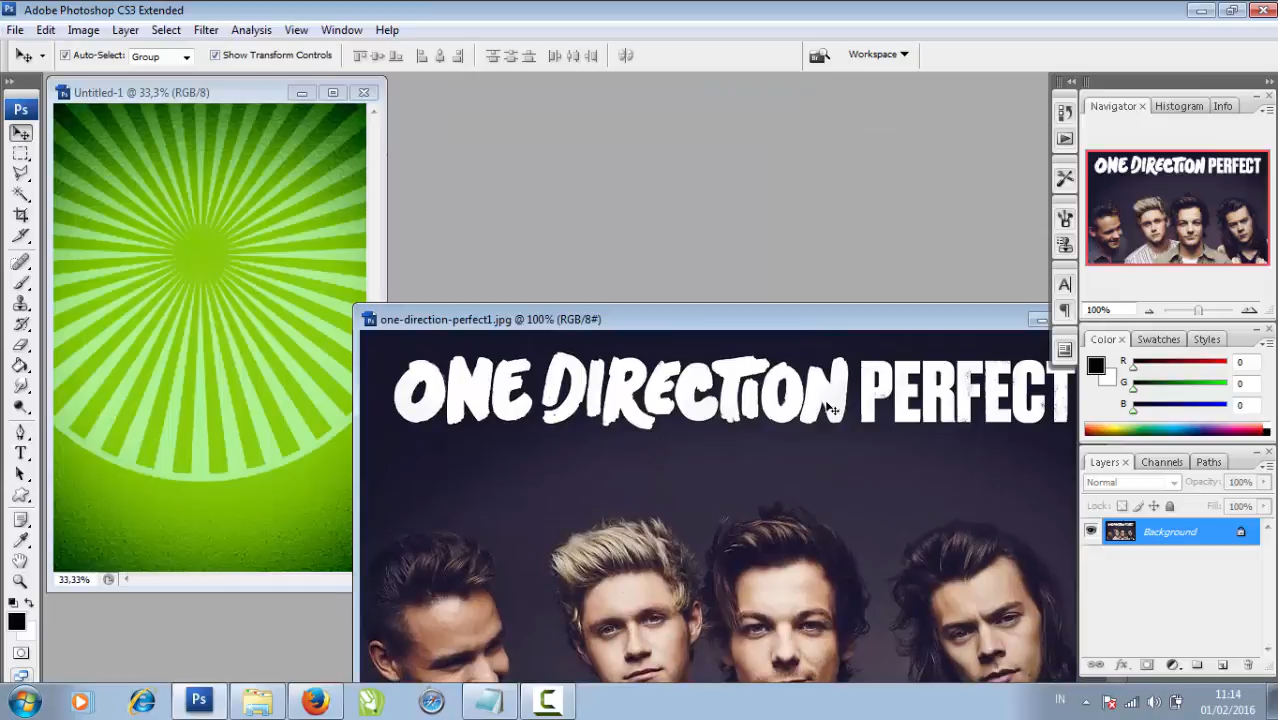 Ps Adobe Photoshop CS3 Extended
File Edit Image Layer Select Filter Analysis View Window Help
Auto-Select: Group Show Transform Controls Workspace
Untitled-1 @ 33,3% (RGB/8)
Ps
33,33%
one-direction-perfect1.jpg @ 100% (RGB/8#)
ONE DIRECTION PERFECT
Navigator x Histogram Info
ONE DIRECTION PERFECT
100%
Color x Swatches Styles
R 0
G 0
B 0
Layers x Channels Paths
Normal Opacity: 100%
Lock: Fill: 100%
Background
Ps IN 11:14
01/02/2016